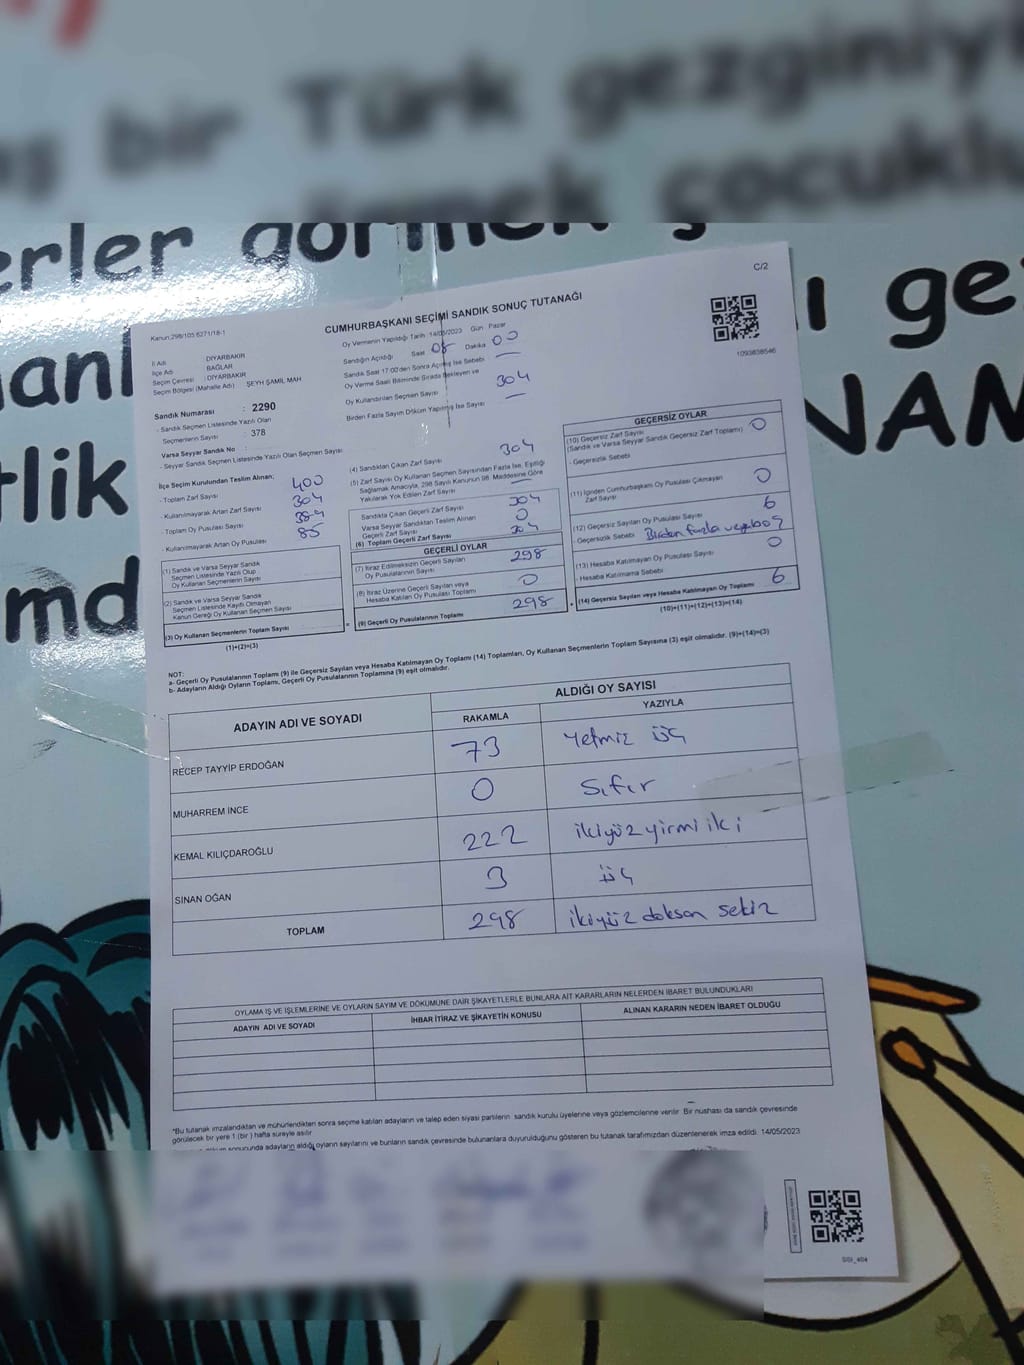 aş bir Türk gezginiyl
örmek çocuklu
erler görmek
ı ge
anl
NAM
tlik
md
C/2
Kanun:298/105 6271/18-1
CUMHURBAŞKANI SEÇİMİ SANDIK SONUÇ TUTANAĞI
1093838546
İl Adı : DİYARBAKIR
İlçe Adı : BAĞLAR
Seçim Çevresi : DİYARBAKIR
Seçim Bölgesi (Mahalle Adı) ŞEYH ŞAMİL MAH
Sandık Numarası : 2290
- Sandık Seçmen Listesinde Yazılı Olan
Seçmenlerin Sayısı : 378
Varsa Seyyar Sandık No :
- Seyyar Sandık Seçmen Listesinde Yazılı Olan Seçmen Sayısı
İlçe Seçim Kurulundan Teslim Alınan;
- Toplam Zarf Sayısı 400
- Kullanılmayarak Artan Zarf Sayısı 304
- Toplam Oy Pusulası Sayısı 389
- Kullanılmayarak Artan Oy Pusulası 85
(1) Sandık ve Varsa Seyyar Sandık
Seçmen Listesinde Yazılı Olup
Oy Kullanan Seçmenlerin Sayısı
(2) Sandık ve Varsa Seyyar Sandık
Seçmen Listesinde Kayıtlı Olmayan
Kanun Gereği Oy Kullanan Seçmen Sayısı
(3) Oy Kullanan Seçmenlerin Toplam Sayısı
(1)+(2)=(3)
Oy Vermenin Yapıldığı Tarih :14/05/2023 Gün : Pazar
Sandığın Açıldığı Saat 08 Dakika 00
Sandık Saat 17:00'den Sonra Açılmış İse Sebebi —
Oy Verme Saati Bitiminde Sırada Bekleyen ve
Oy Kullandırılan Seçmen Sayısı 304
Birden Fazla Sayım Döküm Yapılmış İse Sayısı —
(4) Sandıktan Çıkan Zarf Sayısı 304
(5) Zarf Sayısı Oy Kullanan Seçmen Sayısından Fazla İse, Eşitliği
Sağlamak Amacıyla, 298 Sayılı Kanunun 98. Maddesine Göre
Yakılarak Yok Edilen Zarf Sayısı —
Sandıkta Çıkan Geçerli Zarf Sayısı 304
Varsa Seyyar Sandıktan Teslim Alınan
Geçerli Zarf Sayısı 0
(6) Toplam Geçerli Zarf Sayısı 304
GEÇERLİ OYLAR
(7) İtiraz Edilmeksizin Geçerli Sayılan
Oy Pusulalarının Sayısı 298
(8) İtiraz Üzerine Geçerli Sayılan veya
Hesaba Katılan Oy Pusulası Toplamı 0
(9) Geçerli Oy Pusulalarının Toplamı 298
GEÇERSİZ OYLAR
(10) Geçersiz Zarf Sayısı
(Sandık ve Varsa Seyyar Sandık Geçersiz Zarf Toplamı) 0
- Geçersizlik Sebebi
(11) İçinden Cumhurbaşkanı Oy Pusulası Çıkmayan
Zarf Sayısı 0
(12) Geçersiz Sayılan Oy Pusulası Sayısı 6
- Geçersizlik Sebebi Birden fazla veya boş
(13) Hesaba Katılmayan Oy Pusulası Sayısı 0
- Hesaba Katılmama Sebebi
(14) Geçersiz Sayılan veya Hesaba Katılmayan Oy Toplamı 6
(10)+(11)+(12)+(13)=(14)
NOT:
a- Geçerli Oy Pusulalarının Toplamı (9) ile Geçersiz Sayılan veya Hesaba Katılmayan Oy Toplamı (14) Toplamları, Oy Kullanan Seçmenlerin Toplam Sayısına (3) eşit olmalıdır. (9)+(14)=(3)
b- Adayların Aldığı Oyların Toplamı, Geçerli Oy Pusulalarının Toplamına (9) eşit olmalıdır.
ADAYIN ADI VE SOYADI
ALDIĞI OY SAYISI
RAKAMLA YAZIYLA
RECEP TAYYİP ERDOĞAN 73 Yetmiz üç
MUHARREM İNCE 0 Sıfır
KEMAL KILIÇDAROĞLU 222 ikiyüz yirmi iki
SİNAN OĞAN 3 üç
TOPLAM 298 ikiyüz doksan sekiz
OYLAMA İŞ VE İŞLEMLERİNE VE OYLARIN SAYIM VE DÖKÜMÜNE DAİR ŞİKAYETLERLE BUNLARA AİT KARARLARIN NELERDEN İBARET BULUNDUKLARI
ADAYIN ADI VE SOYADI İHBAR İTİRAZ VE ŞİKAYETİN KONUSU ALINAN KARARIN NEDEN İBARET OLDUĞU
*Bu tutanak imzalandıktan ve mühürlendikten sonra seçime katılan adayların ve talep eden siyasi partilerin sandık kurulu üyelerine veya gözlemcilerine verilir. Bir nüshası da sandık çevresinde
görülecek bir yere 1 (bir) hafta süreyle asılır
sonucunda adayların aldığı oyların sayılarını ve bunların sandık çevresinde bulunanlara duyurulduğunu gösteren bu tutanak tarafımızdan düzenlenerek imza edildi. 14/05/2023